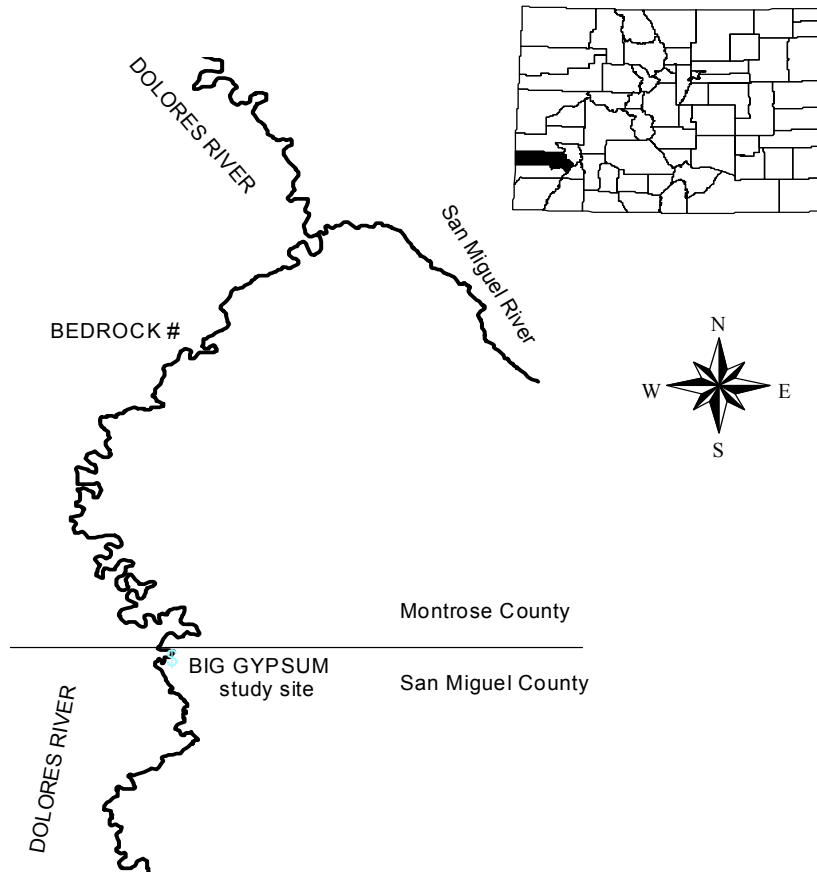 DOLORES RIVER
San Miguel River
BEDROCK #
N
W
E
S
Montrose County
BIG GYPSUM
study site
San Miguel County
DOLORES RIVER